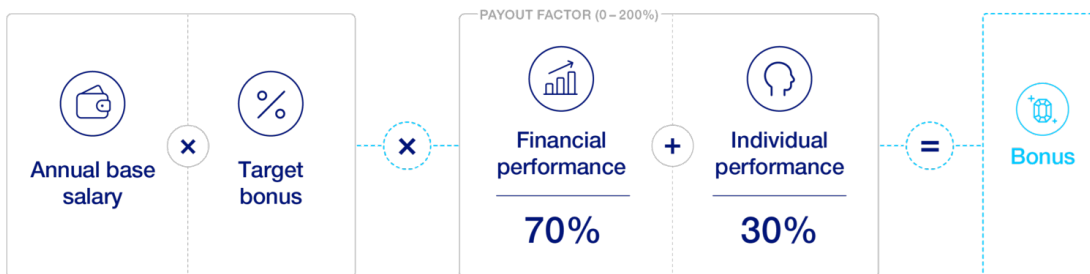 PAYOUT FACTOR (0–200%)
Annual base
salary
×
Target
bonus
×
Financial
performance
70%
+
Individual
performance
30%
=
Bonus